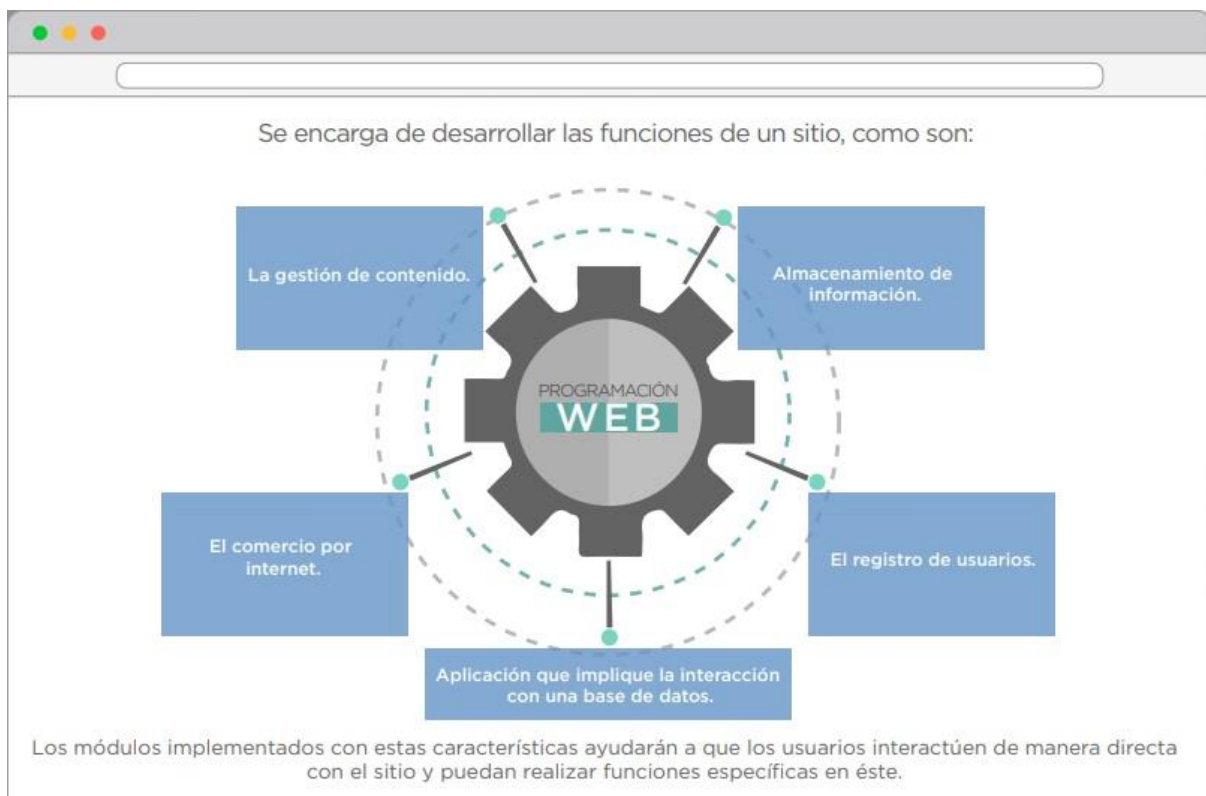 Se encarga de desarrollar las funciones de un sitio, como son:
La gestión de contenido.
Almacenamiento de
información.
PROGRAMACIÓN
WEB
El comercio por
internet.
El registro de usuarios.
Aplicación que implique la interacción
con una base de datos.
Los módulos implementados con estas características ayudarán a que los usuarios interactúen de manera directa
con el sitio y puedan realizar funciones específicas en éste.